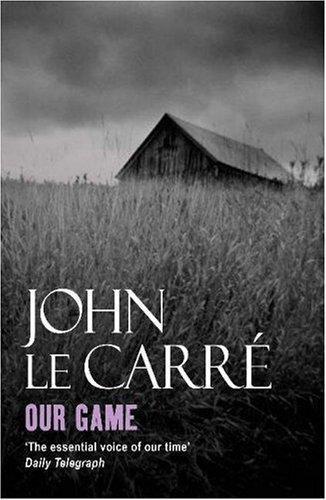 JOHN
LE CARRÉ
OUR GAME
'The essential voice of our time'
Daily Telegraph